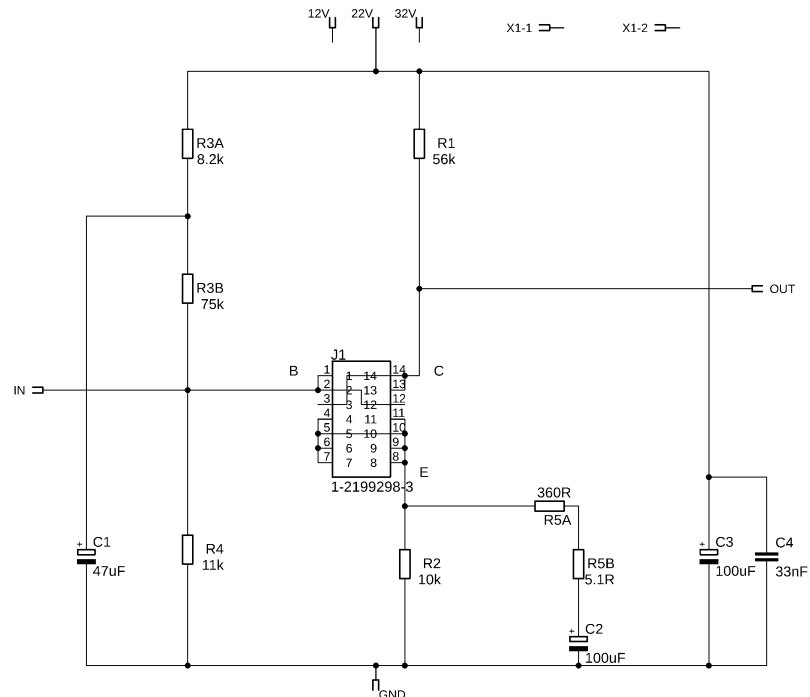 12V 22V 32V X1-1 X1-2
R3A
8.2k
R1
56k
R3B
75k
OUT
J1
B
C
IN
1 1 14 14
2 2 13 13
3 3 12 12
4 4 11 11
5 5 10 10
6 6 9 9
7 7 8 8
E
1-2199298-3
360R
R5A
+ C1
47uF
R4
11k
R2
10k
R5B
5.1R
+ C3
100uF
C4
33nF
+ C2
100uF
GND